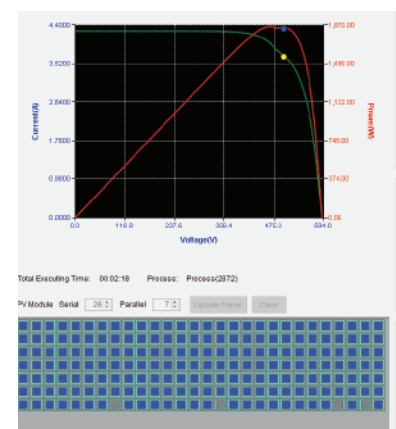 4.4000
3.5200
2.6400
1.7600
0.8800
0.0000
Current(A)
1,870.00
1,496.00
1,122.00
748.00
374.00
0.00
Power(W)
0.0 118.8 237.6 356.4 475.2 594.0
Voltage(V)
Total Executing Time: 00:02:18 Process: Process(2872)
PV Module Serial 28 Parallel 7 Update Panel Clear